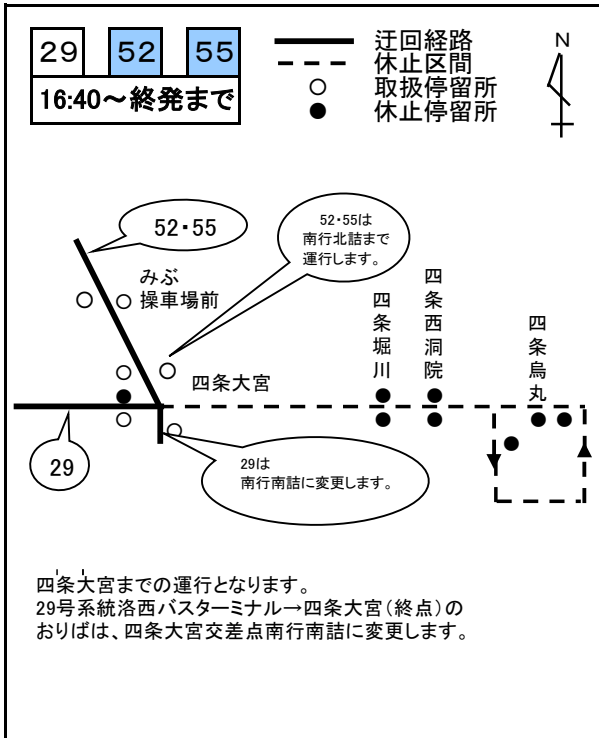 29 52 55
16:40～終発まで
迂回経路
休止区間
取扱停留所
休止停留所
N
52・55
52・55は
南行北詰まで
運行します。
みぶ
操車場前
四条大宮
四条堀川
四条西洞院
四条烏丸
29
29は
南行南詰に変更します。
四条大宮までの運行となります。
29号系統洛西バスターミナル→四条大宮（終点）の
おりばは、四条大宮交差点南行南詰に変更します。